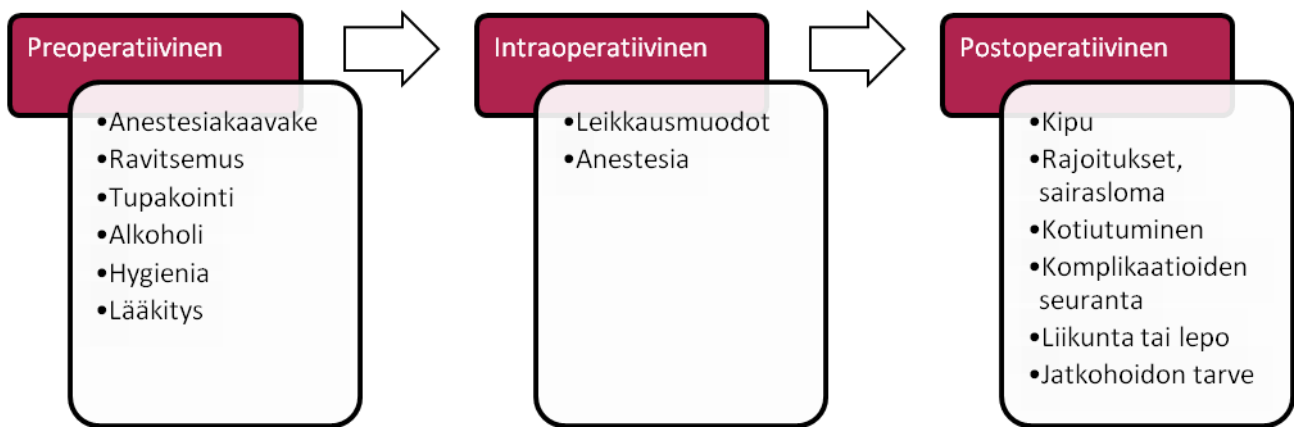 Preoperatiivinen
•Anestesiakaavake
•Ravitsemus
•Tupakointi
•Alkoholi
•Hygienia
•Lääkitys
Intraoperatiivinen
•Leikkausmuodot
•Anestesia
Postoperatiivinen
•Kipu
•Rajoitukset,
sairasloma
•Kotiutuminen
•Komplikaatioiden
seuranta
•Liikunta tai lepo
•Jatkohoidon tarve